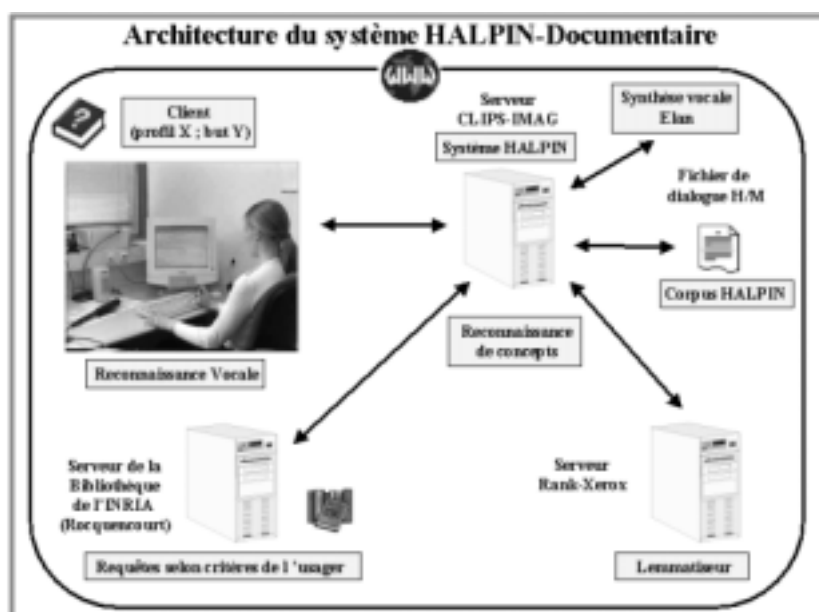 Architecture du système HALPIN-Documentaire
WWW
?
Client
(profil X ; but Y)
Serveur
CLIPS-IMAG
Système HALPIN
Synthèse vocale
Elan
Fichier de
dialogue H/M
Corpus HALPIN
Reconnaissance
de concepts
Reconnaissance Vocale
Serveur de la
Bibliothèque
de l'INRIA
(Rocquencourt)
Requêtes selon critères de l 'usager
Serveur
Rank-Xerox
Lemmatiseur